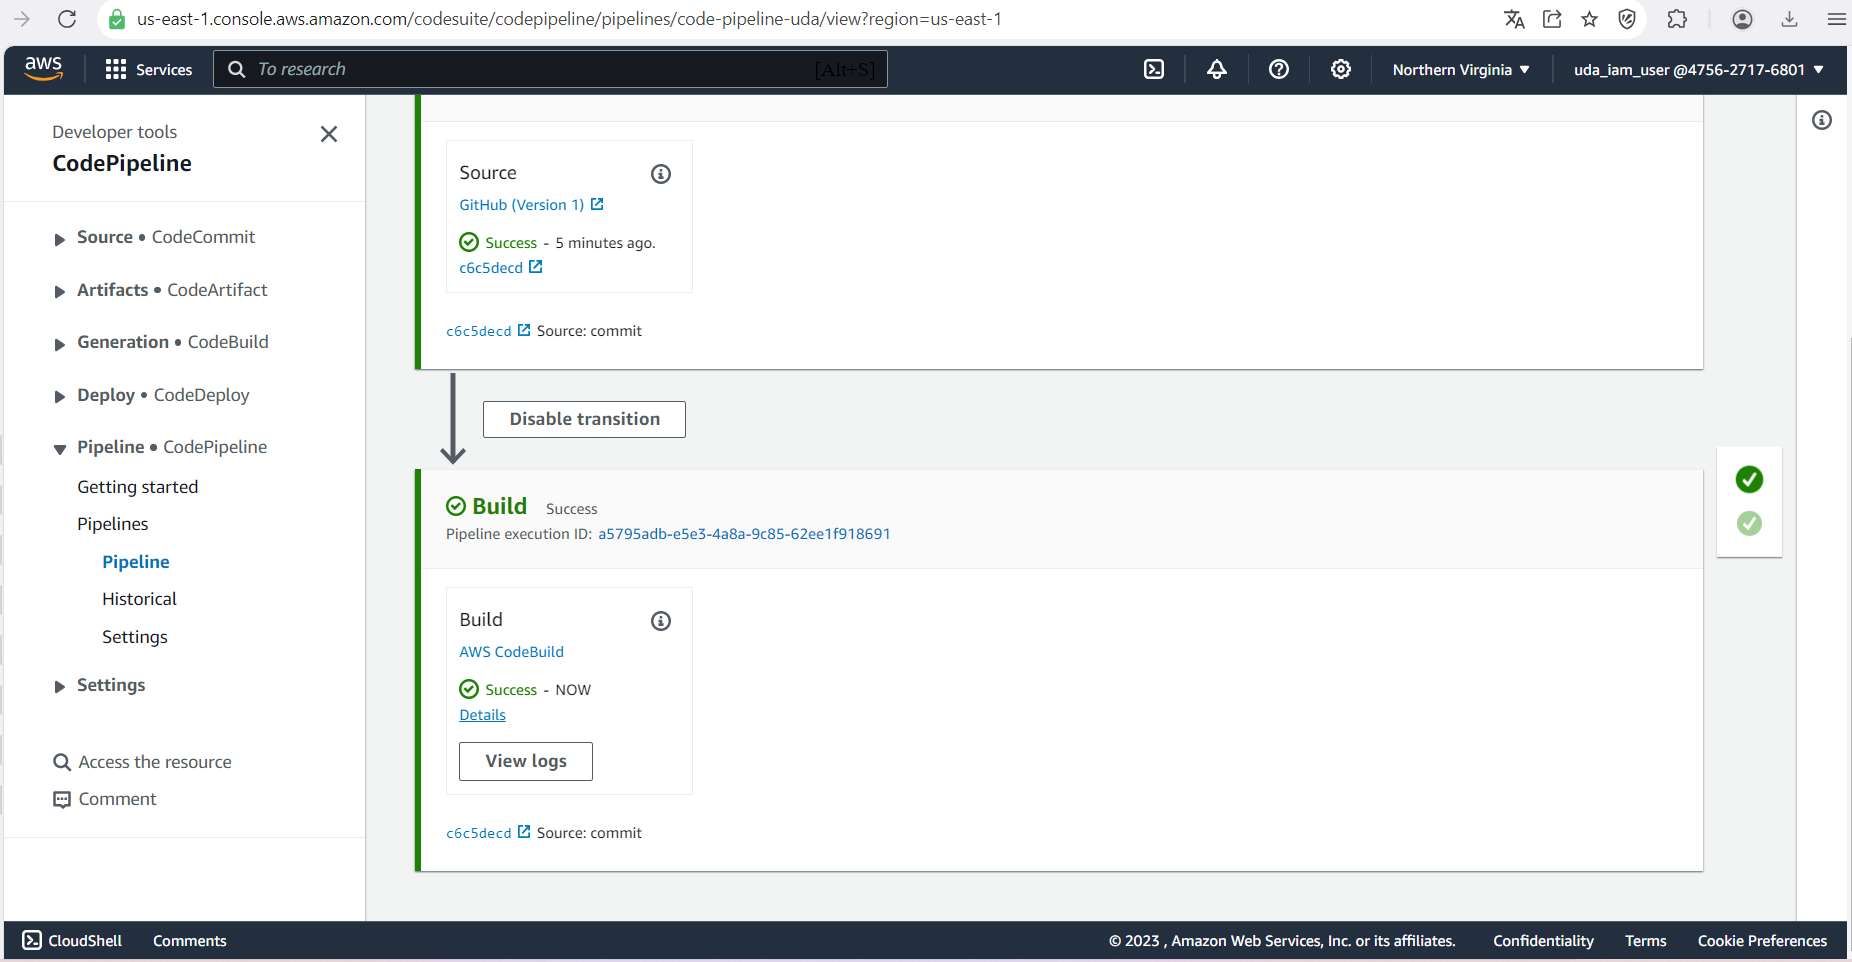 us-east-1.console.aws.amazon.com/codesuite/codepipeline/pipelines/code-pipeline-uda/view?region=us-east-1
aws
Services
To research
[Alt+S]
Northern Virginia
uda_iam_user @4756-2717-6801
Developer tools
CodePipeline
Source • CodeCommit
Artifacts • CodeArtifact
Generation • CodeBuild
Deploy • CodeDeploy
Pipeline • CodePipeline
Getting started
Pipelines
Pipeline
Historical
Settings
Settings
Access the resource
Comment
Source
GitHub (Version 1)
Success - 5 minutes ago.
c6c5decd
c6c5decd Source: commit
Disable transition
Build Success
Pipeline execution ID: a5795adb-e5e3-4a8a-9c85-62ee1f918691
Build
AWS CodeBuild
Success - NOW
Details
View logs
c6c5decd Source: commit
CloudShell
Comments
© 2023 , Amazon Web Services, Inc. or its affiliates.
Confidentiality
Terms
Cookie Preferences